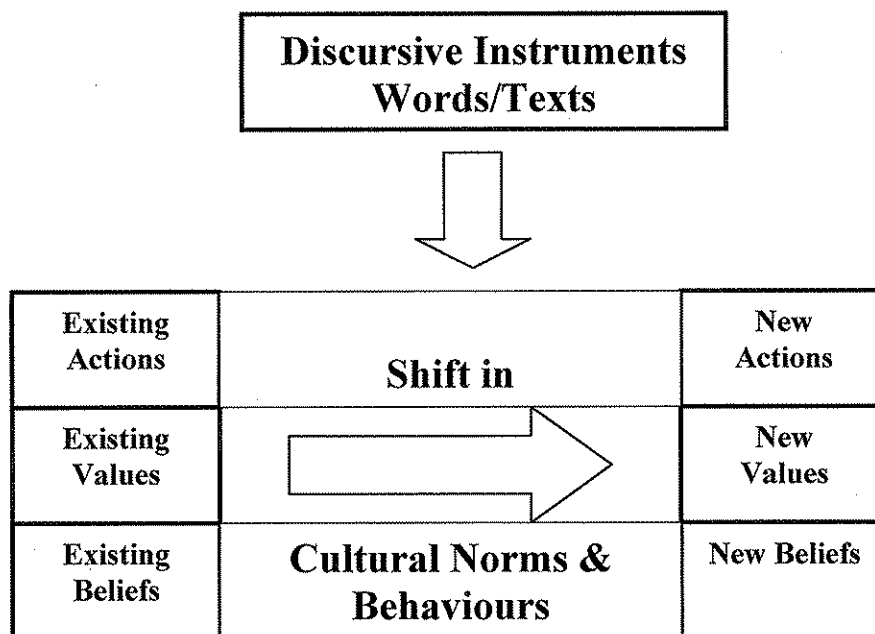 Discursive Instruments
Words/Texts
Existing
Actions
Shift in
New
Actions
Existing
Values
New
Values
Existing
Beliefs
Cultural Norms &
Behaviours
New Beliefs